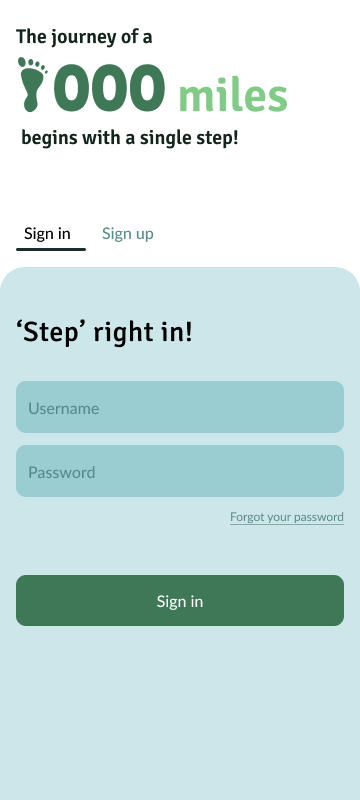 The journey of a
000 miles
begins with a single step!
Sign in
Sign up
‘Step’ right in!
Username
Password
Forgot your password
Sign in